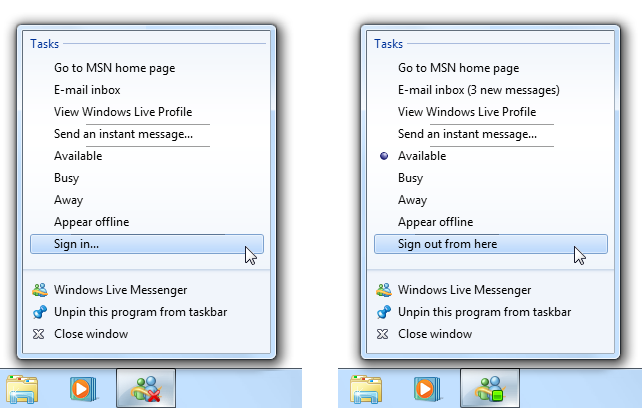 Tasks
Go to MSN home page
E-mail inbox
View Windows Live Profile
Send an instant message...
Available
Busy
Away
Appear offline
Sign in...
Windows Live Messenger
Unpin this program from taskbar
Close window
Tasks
Go to MSN home page
E-mail inbox (3 new messages)
View Windows Live Profile
Send an instant message...
Available
Busy
Away
Appear offline
Sign out from here
Windows Live Messenger
Unpin this program from taskbar
Close window